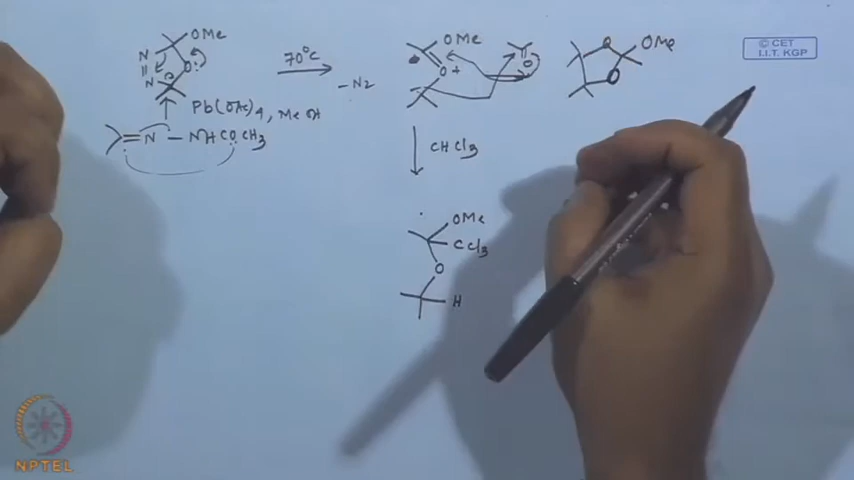 OMe
N
O:
N
70°C
- N2
Pb(OAc)4, MeOH
= N - NHCOCH3
OMe
O+
O
CHCl3
OMe
CCl3
O
H
O
OMe
O
© CET
I.I.T. KGP
NPTEL